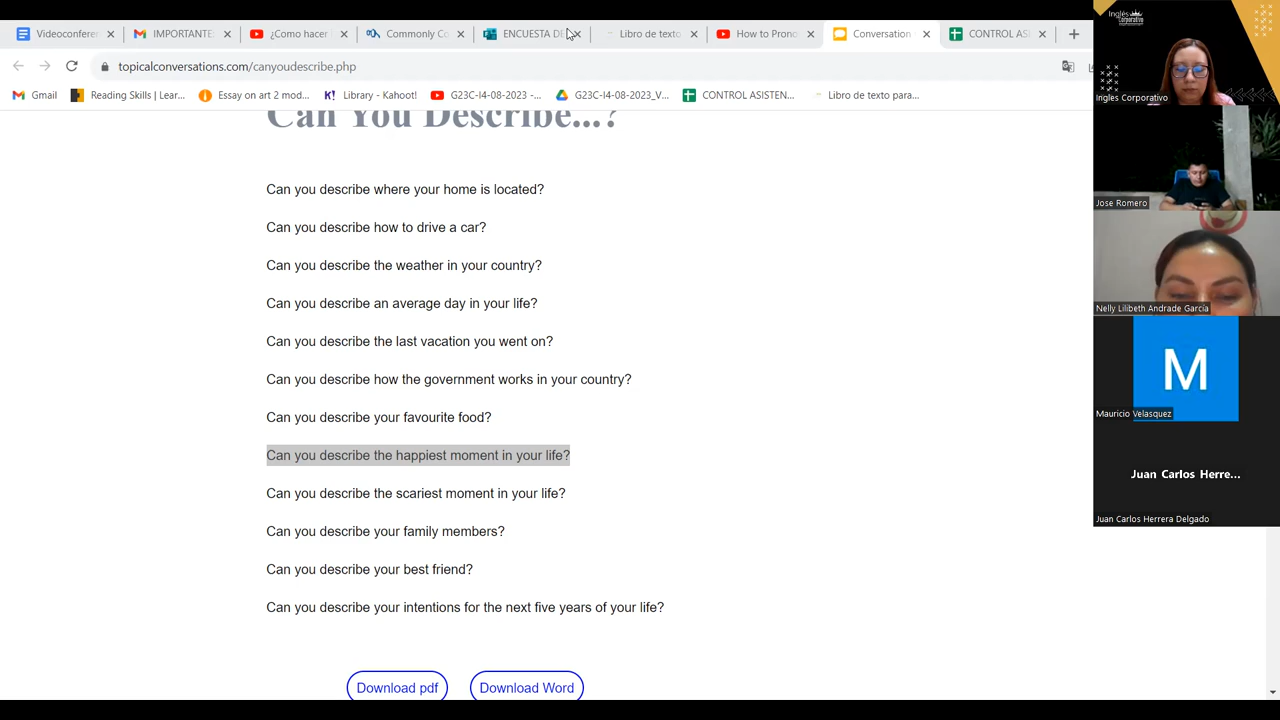 Videoconferen
IMPORTANTE
¿Como hacer
Commonly Co
ENCUESTA DE
Libro de texto
How to Prono
Conversation
CONTROL ASI
topicalconversations.com/canyoudescribe.php
Gmail
Reading Skills | Lear...
Essay on art 2 mod...
Library - Kahoot!
G23C-I4-08-2023 -...
G23C-I4-08-2023_V...
CONTROL ASISTEN...
Libro de texto para...
Can You Describe...?
Can you describe where your home is located?
Can you describe how to drive a car?
Can you describe the weather in your country?
Can you describe an average day in your life?
Can you describe the last vacation you went on?
Can you describe how the government works in your country?
Can you describe your favourite food?
Can you describe the happiest moment in your life?
Can you describe the scariest moment in your life?
Can you describe your family members?
Can you describe your best friend?
Can you describe your intentions for the next five years of your life?
Download pdf
Download Word
Inglés
Corporativo
Ingles Corporativo
Jose Romero
Nelly Lilibeth Andrade García
M
Mauricio Velasquez
Juan Carlos Herre...
Juan Carlos Herrera Delgado